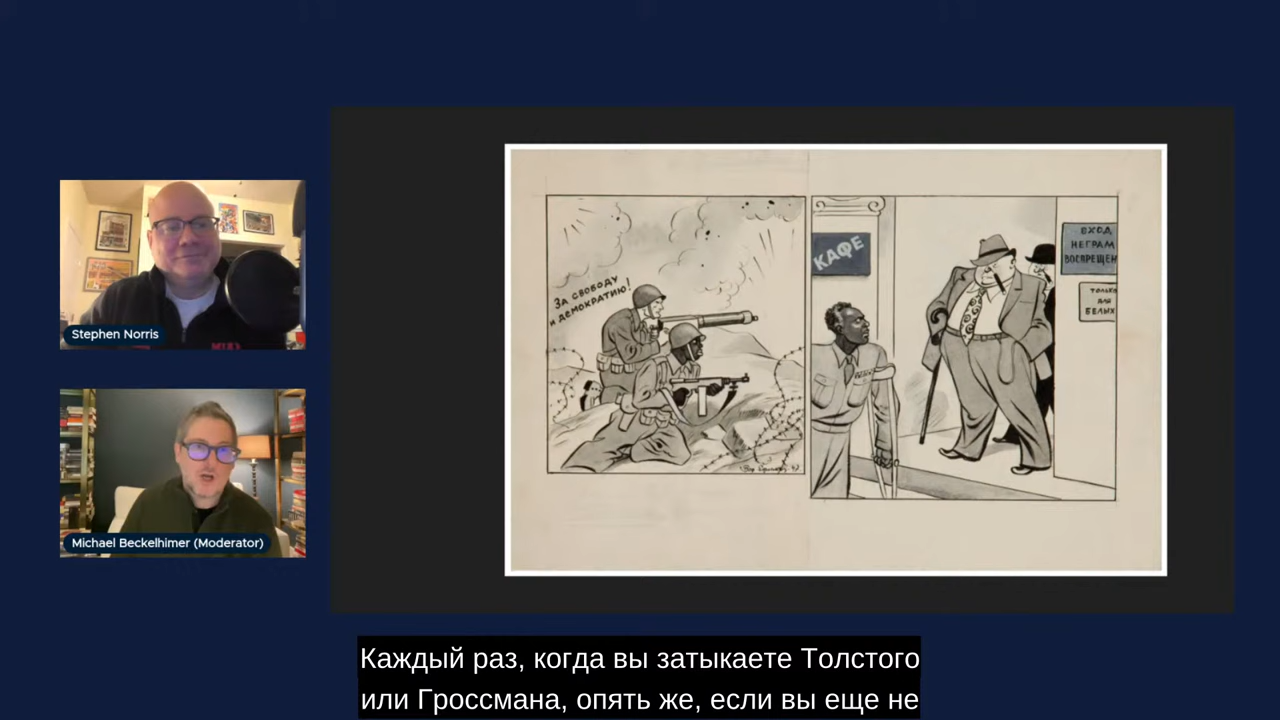 Stephen Norris
Michael Beckelhimer (Moderator)
ЗА СВОБОДУ
И ДЕМОКРАТИЮ!
КАФЕ
ВХОД
НЕГРАМ
ВОСПРЕЩЕН
ТОЛЬКО
ДЛЯ
БЕЛЫХ
Каждый раз, когда вы затыкаете Толстого
или Гроссмана, опять же, если вы еще не